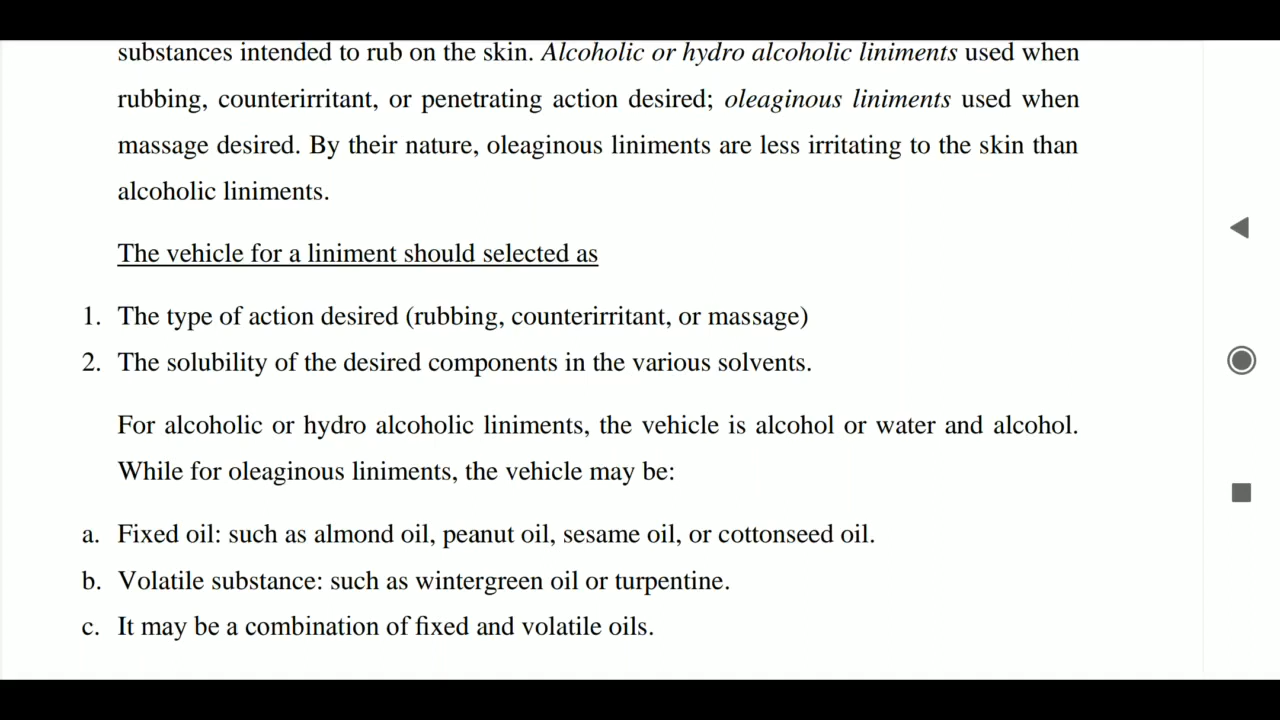 substances intended to rub on the skin. Alcoholic or hydro alcoholic liniments used when
rubbing, counterirritant, or penetrating action desired; oleaginous liniments used when
massage desired. By their nature, oleaginous liniments are less irritating to the skin than
alcoholic liniments.
The vehicle for a liniment should selected as
1. The type of action desired (rubbing, counterirritant, or massage)
2. The solubility of the desired components in the various solvents.
For alcoholic or hydro alcoholic liniments, the vehicle is alcohol or water and alcohol.
While for oleaginous liniments, the vehicle may be:
a. Fixed oil: such as almond oil, peanut oil, sesame oil, or cottonseed oil.
b. Volatile substance: such as wintergreen oil or turpentine.
c. It may be a combination of fixed and volatile oils.